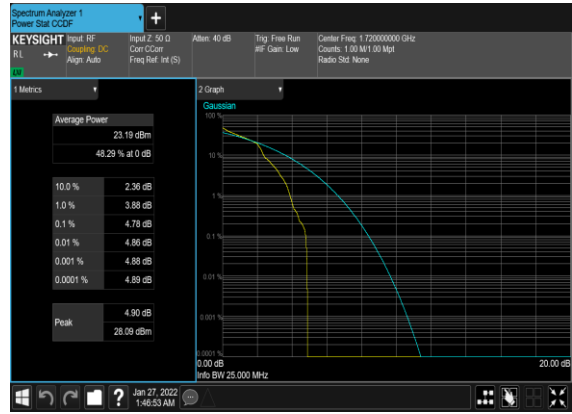 Spectrum Analyzer 1
Power Stat CCDF
+
KEYSIGHT
RL
Input: RF
Coupling: DC
Align: Auto
Input Z: 50 Ω
Corr CCorr
Freq Ref: Int (S)
Atten: 40 dB
Trig: Free Run
#IF Gain: Low
Center Freq: 1.720000000 GHz
Counts: 1.00 M/1.00 Mpt
Radio Std: None
1 Metrics
Average Power
23.19 dBm
48.29 % at 0 dB
10.0 % 2.36 dB
1.0 % 3.88 dB
0.1 % 4.78 dB
0.01 % 4.86 dB
0.001 % 4.88 dB
0.0001 % 4.89 dB
Peak
4.90 dB
28.09 dBm
2 Graph
Gaussian
100 %
10 %
1 %
0.1 %
0.01 %
0.001 %
0.0001 %
0.00 dB
20.00 dB
Info BW 25.000 MHz
?
Jan 27, 2022
1:46:53 AM